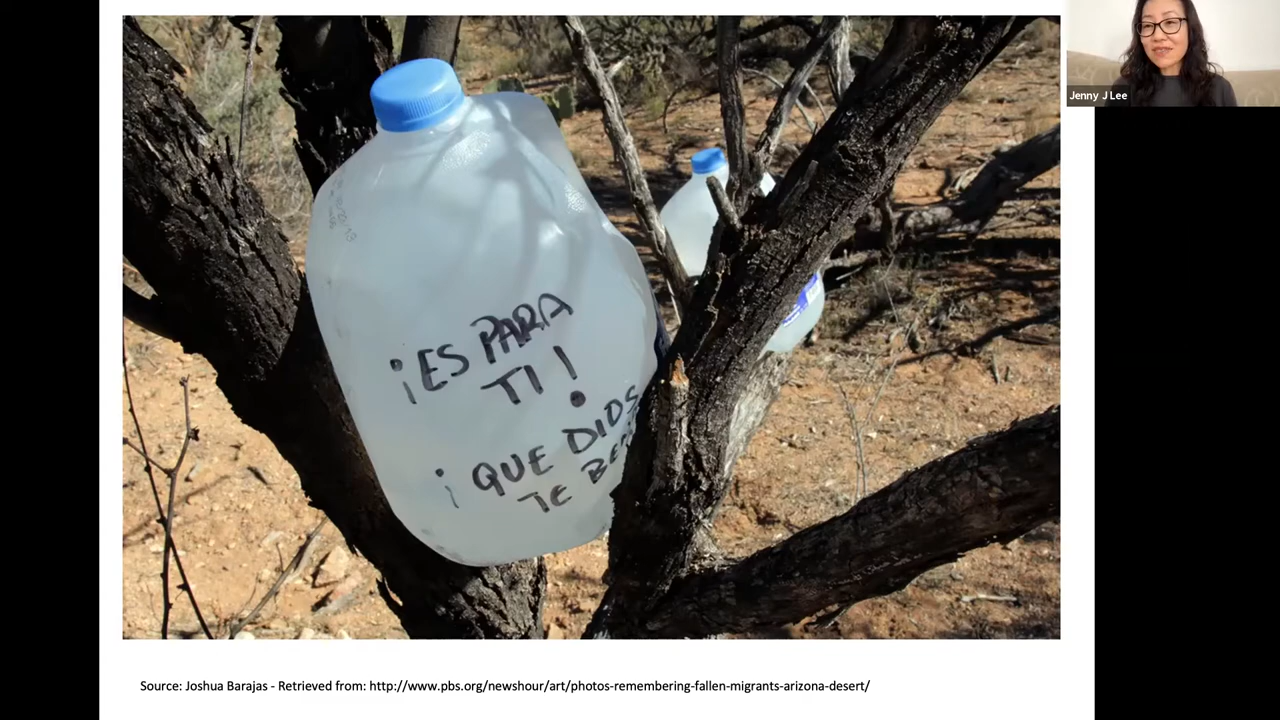 Jenny J Lee
¡ES PARA
TI!
¡QUE DIOS
TE
Source: Joshua Barajas - Retrieved from: http://www.pbs.org/newshour/art/photos-remembering-fallen-migrants-arizona-desert/